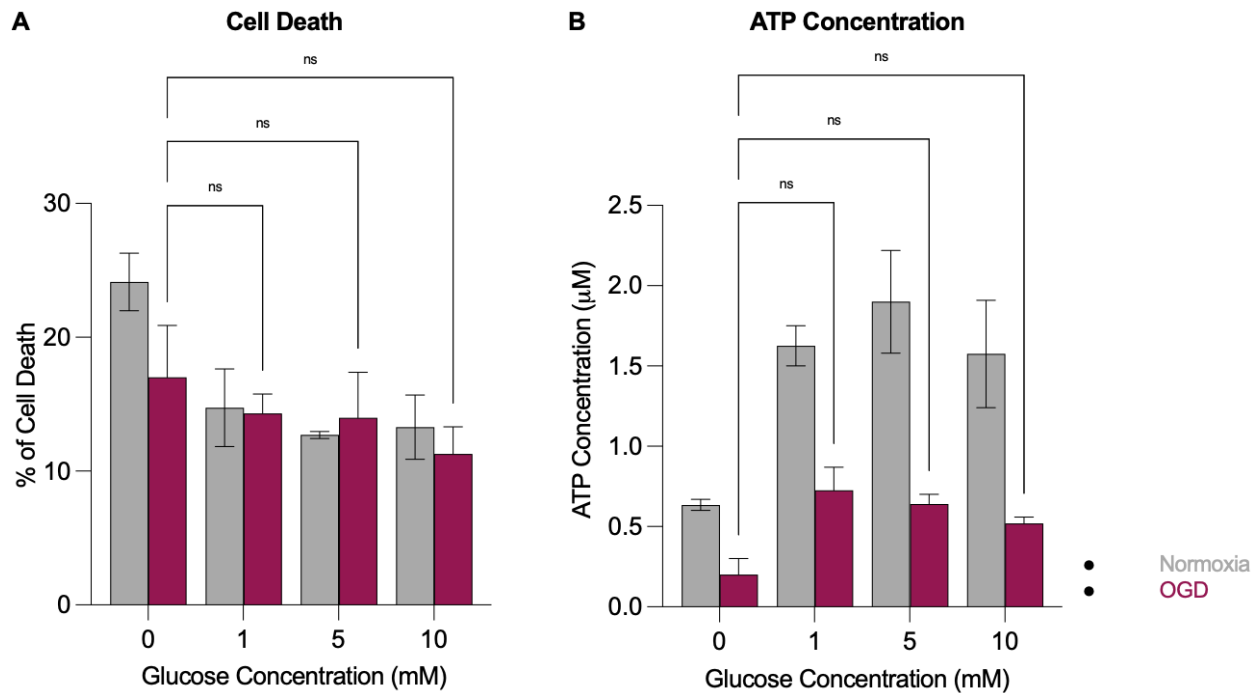 A
Cell Death
ns
ns
ns
30
20
10
0
% of Cell Death
0
1
5
10
Glucose Concentration (mM)
B
ATP Concentration
ns
ns
ns
2.5
2.0
1.5
1.0
0.5
0.0
ATP Concentration (μM)
0
1
5
10
Glucose Concentration (mM)
• Normoxia
• OGD